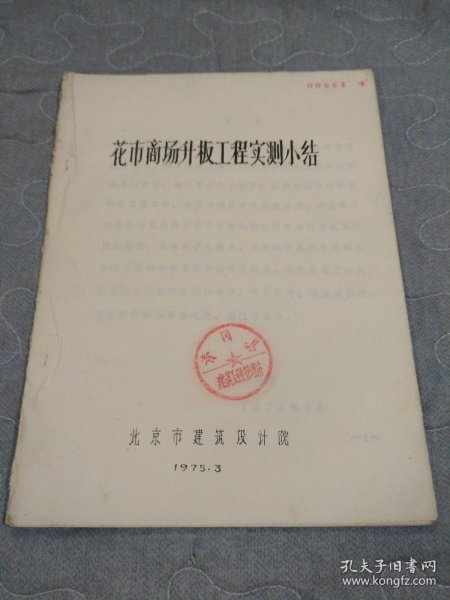 00084
花市商场升板工程实测小结
北京市建筑设计院
1975.3
孔夫子旧书网
www.kongfz.com